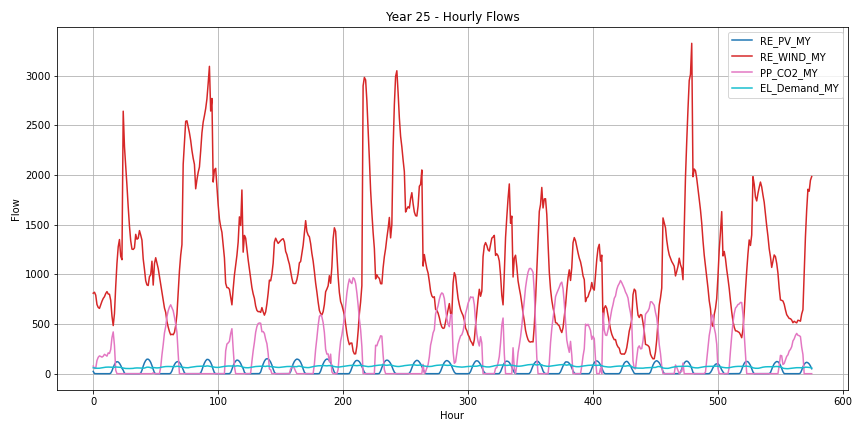 Year 25 - Hourly Flows
RE_PV_MY
RE_WIND_MY
PP_CO2_MY
EL_Demand_MY
Flow
3000
2500
2000
1500
1000
500
0
0 100 200 300 400 500 600
Hour